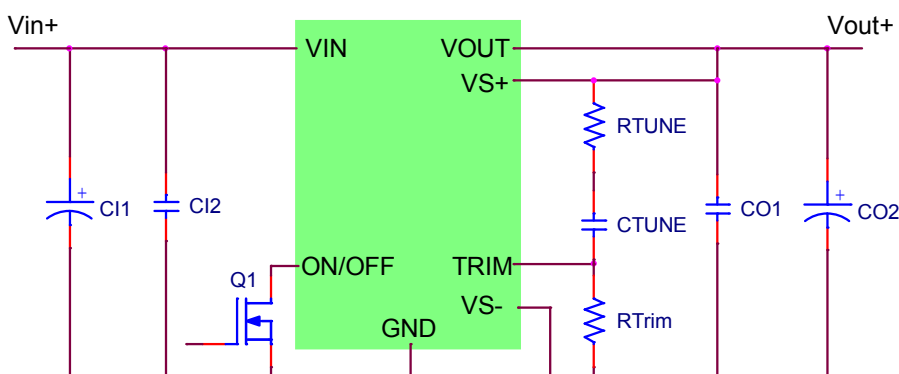 Vin+
Vout+
VIN
VOUT
VS+
RTUNE
+
CI1
CI2
CTUNE
CO1
+
CO2
Q1
ON/OFF
TRIM
VS-
RTrim
GND